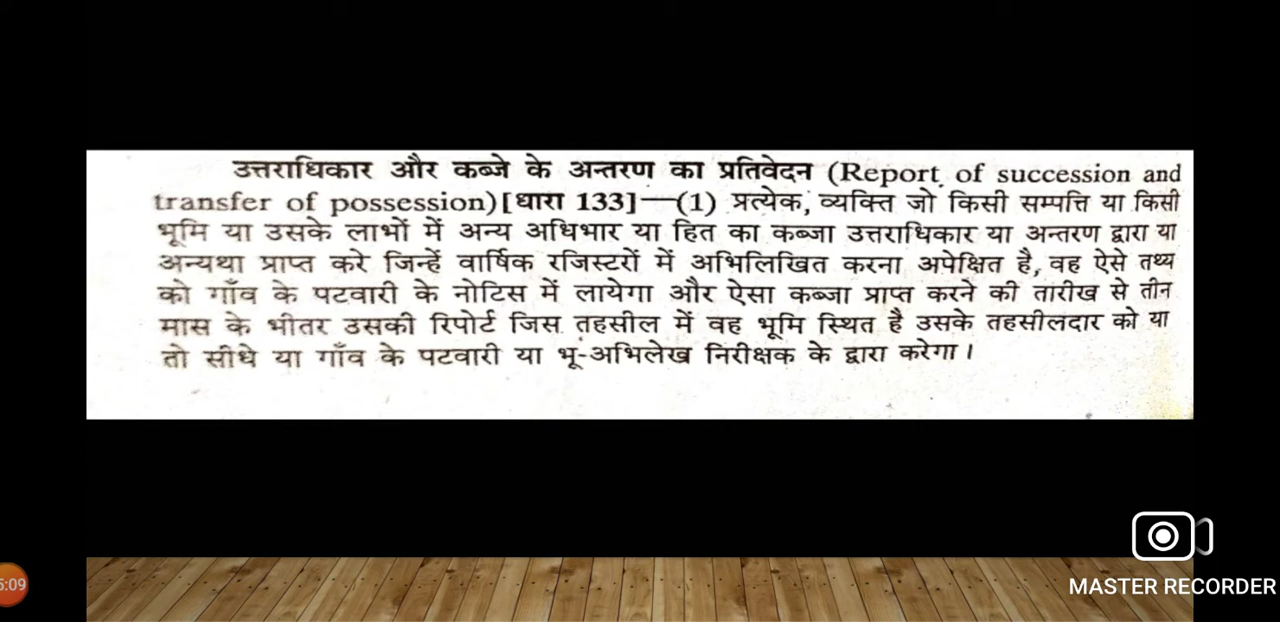 उत्तराधिकार और कब्जे के अन्तरण का प्रतिवेदन (Report of succession and
transfer of possession)[धारा 133]—(1) प्रत्येक, व्यक्ति जो किसी सम्पत्ति या किसी
भूमि या उसके लाभों में अन्य अधिभार या हित का कब्जा उत्तराधिकार या अन्तरण द्वारा या
अन्यथा प्राप्त करे जिन्हें वार्षिक रजिस्टरों में अभिलिखित करना अपेक्षित है, वह ऐसे तथ्य
को गाँव के पटवारी के नोटिस में लायेगा और ऐसा कब्जा प्राप्त करने की तारीख से तीन
मास के भीतर उसकी रिपोर्ट जिस तहसील में वह भूमि स्थित है उसके तहसीलदार को या
तो सीधे या गाँव के पटवारी या भू-अभिलेख निरीक्षक के द्वारा करेगा।
5:09
MASTER RECORDER